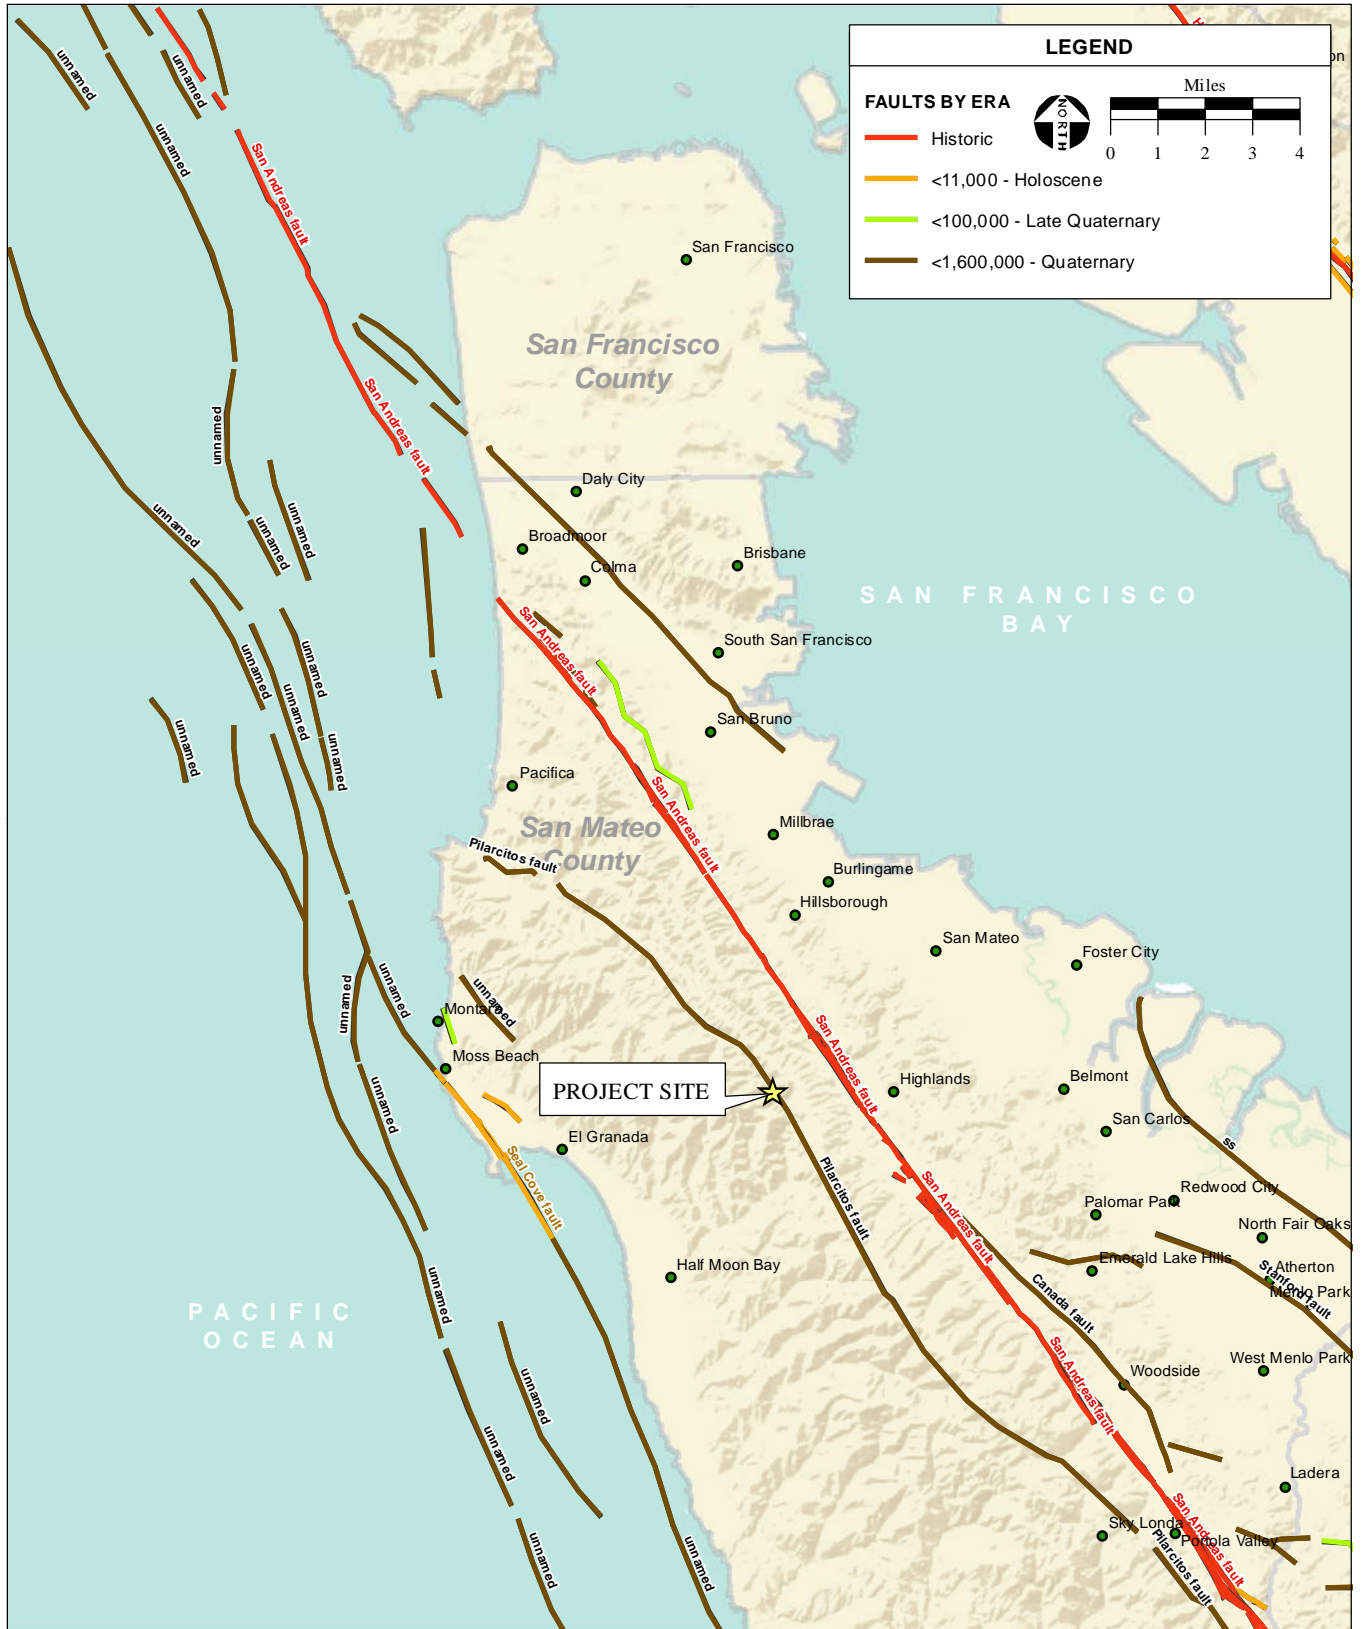 LEGEND
FAULTS BY ERA
Historic
<11,000 - Holoscene
<100,000 - Late Quaternary
<1,600,000 - Quaternary
NORTH
Miles
0 1 2 3 4
on
unnamed
unnamed
unnamed
San Andreas fault
San Francisco
San Francisco
County
San Andreas fault
unnamed
unnamed
unnamed
unnamed
Daly City
Broadmoor
Colma
Brisbane
SAN FRANCISCO
BAY
San Andreas fault
South San Francisco
unnamed
unnamed
unnamed
unnamed
unnamed
San Bruno
Pacifica
San Andreas fault
San Mateo
County
Millbrae
Pilarcitos fault
Burlingame
Hillsborough
San Mateo
Foster City
unnamed
unnamed
unnamed
Montara
Moss Beach
San Andreas fault
PROJECT SITE
Highlands
Belmont
San Carlos
unnamed
El Granada
Seal Cove fault
ss
Pilarcitos fault
San Andreas fault
Redwood City
Palomar Park
North Fair Oaks
Emerald Lake Hills
Atherton
Stanford fault
Menlo Park
Half Moon Bay
Canada fault
PACIFIC
OCEAN
unnamed
San Andreas fault
West Menlo Park
Woodside
unnamed
unnamed
Ladera
San Andreas fault
Sky Londa
Portola Valley
Pilarcitos fault
unnamed
unnamed